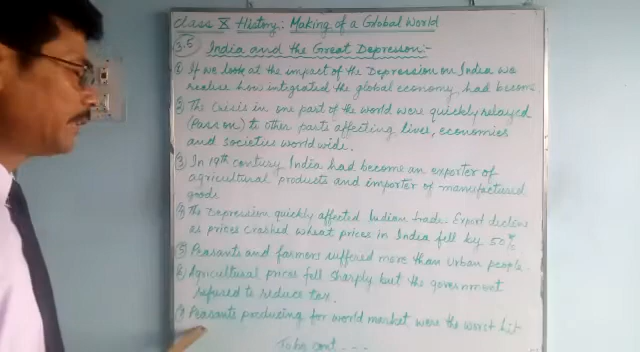 Class X History: Making of a Global World
3.5 India and the Great Depression:-
① If we look at the impact of the Depression on India we
realise how integrated the global economy had become
② The Crisis in one part of the world were quickly relayed
(Pass on) to other parts affecting lives, economies
and societies worldwide.
③ In 19th century India had become an exporter of
agricultural products and importer of manufactured
goods
④ The Depression quickly affected Indian trade. Export decline
as prices crashed wheat prices in India fell by 50%
⑤ Peasants and farmers suffered more than Urban people.
⑥ Agricultural prices fell sharply but the government
refused to reduce tax.
⑦ Peasants producing for world market were the worst hit
To be cont - - -